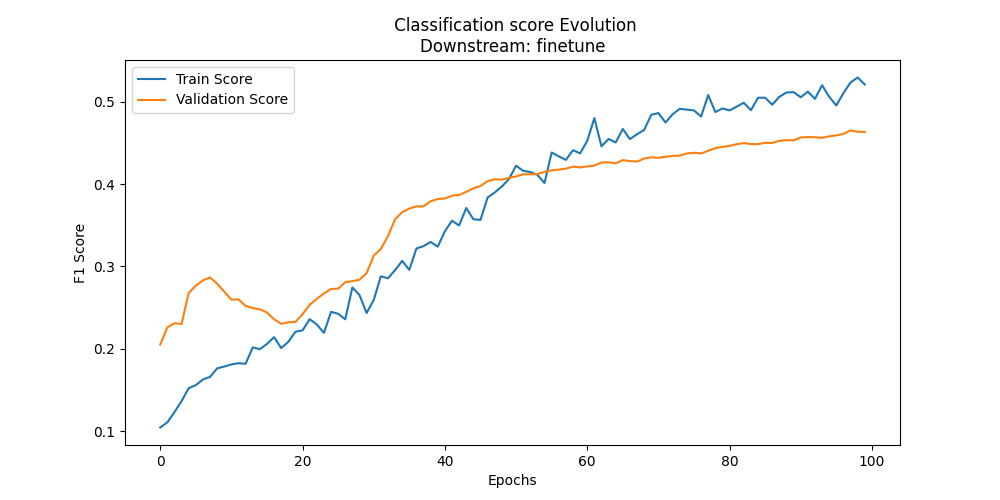 Classification score Evolution
Downstream: finetune
Train Score
Validation Score
F1 Score
0.5
0.4
0.3
0.2
0.1
0 20 40 60 80 100
Epochs